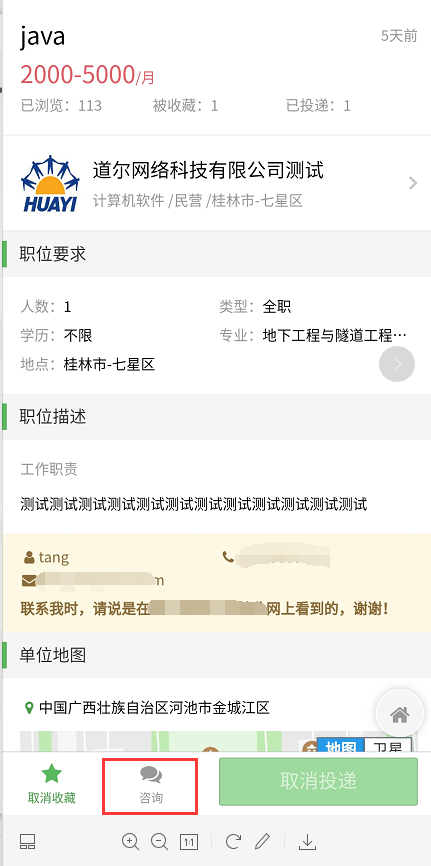 java
5天前
2000-5000/月
已浏览：113 被收藏：1 已投递：1
HUAYI
道尔网络科技有限公司测试
计算机软件 /民营 /桂林市-七星区
职位要求
人数：1 类型：全职
学历：不限 专业：地下工程与隧道工程…
地点：桂林市-七星区
职位描述
工作职责
测试测试测试测试测试测试测试测试测试测试测试测试
tang
m
联系我时，请说是在 网上看到的，谢谢！
单位地图
中国广西壮族自治区河池市金城江区
地图 卫星
取消收藏 咨询 取消投递
1:1